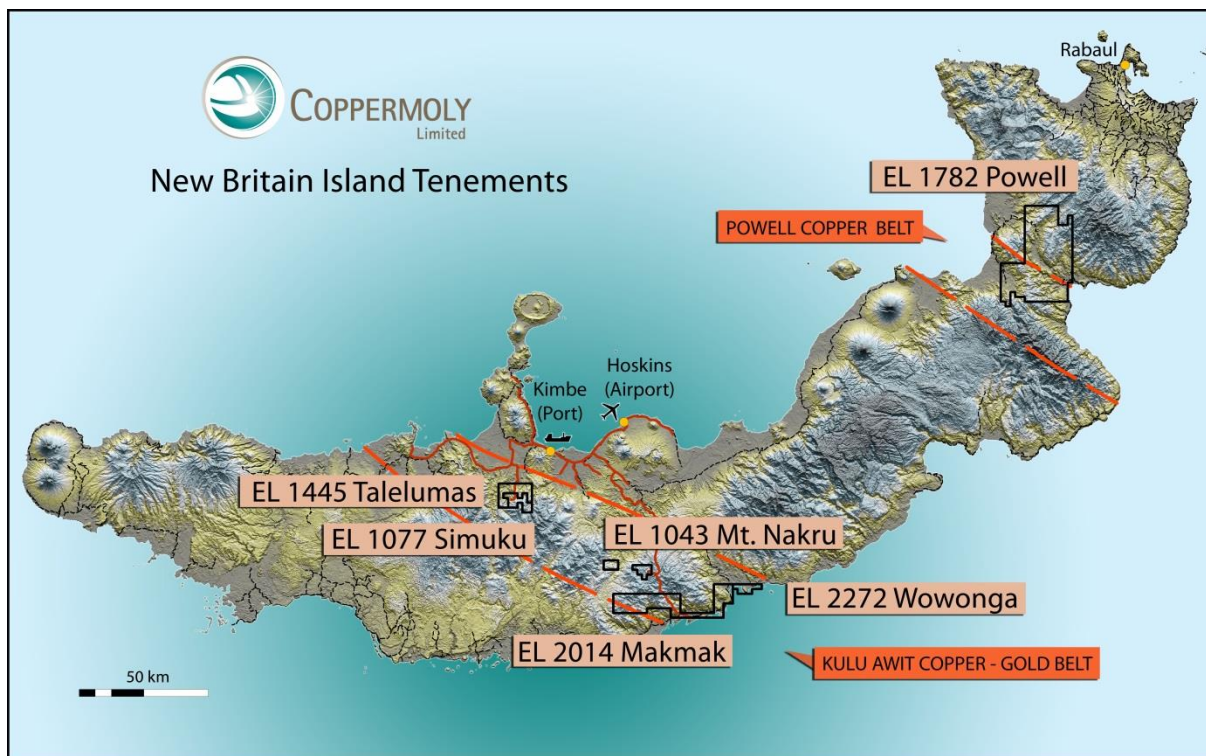 COPPERMOLY
Limited
New Britain Island Tenements
Rabaul
EL 1782 Powell
POWELL COPPER BELT
Hoskins
(Airport)
Kimbe
(Port)
EL 1445 Talelumas
EL 1077 Simuku
EL 1043 Mt. Nakru
EL 2272 Wowonga
EL 2014 Makmak
KULU AWIT COPPER - GOLD BELT
50 km